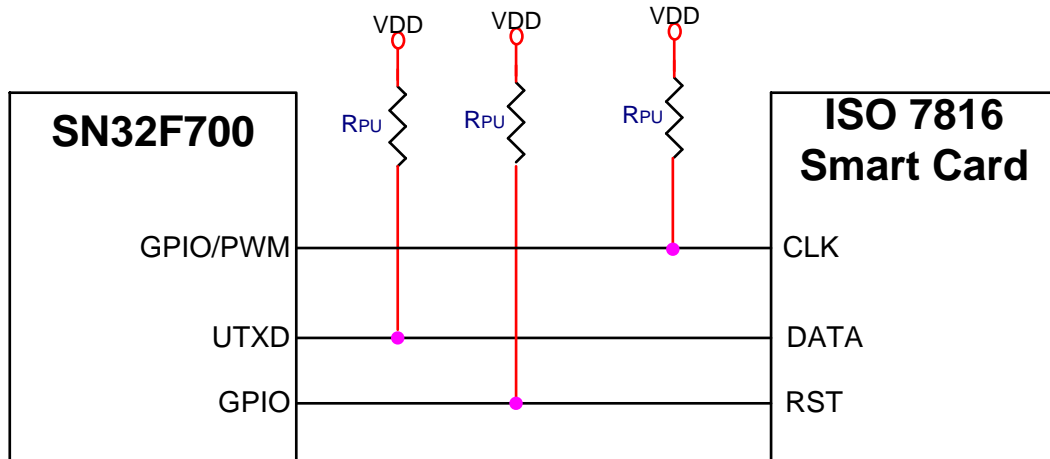 VDD
VDD
VDD
SN32F700
RPU
RPU
RPU
ISO 7816
Smart Card
GPIO/PWM
CLK
UTXD
DATA
GPIO
RST